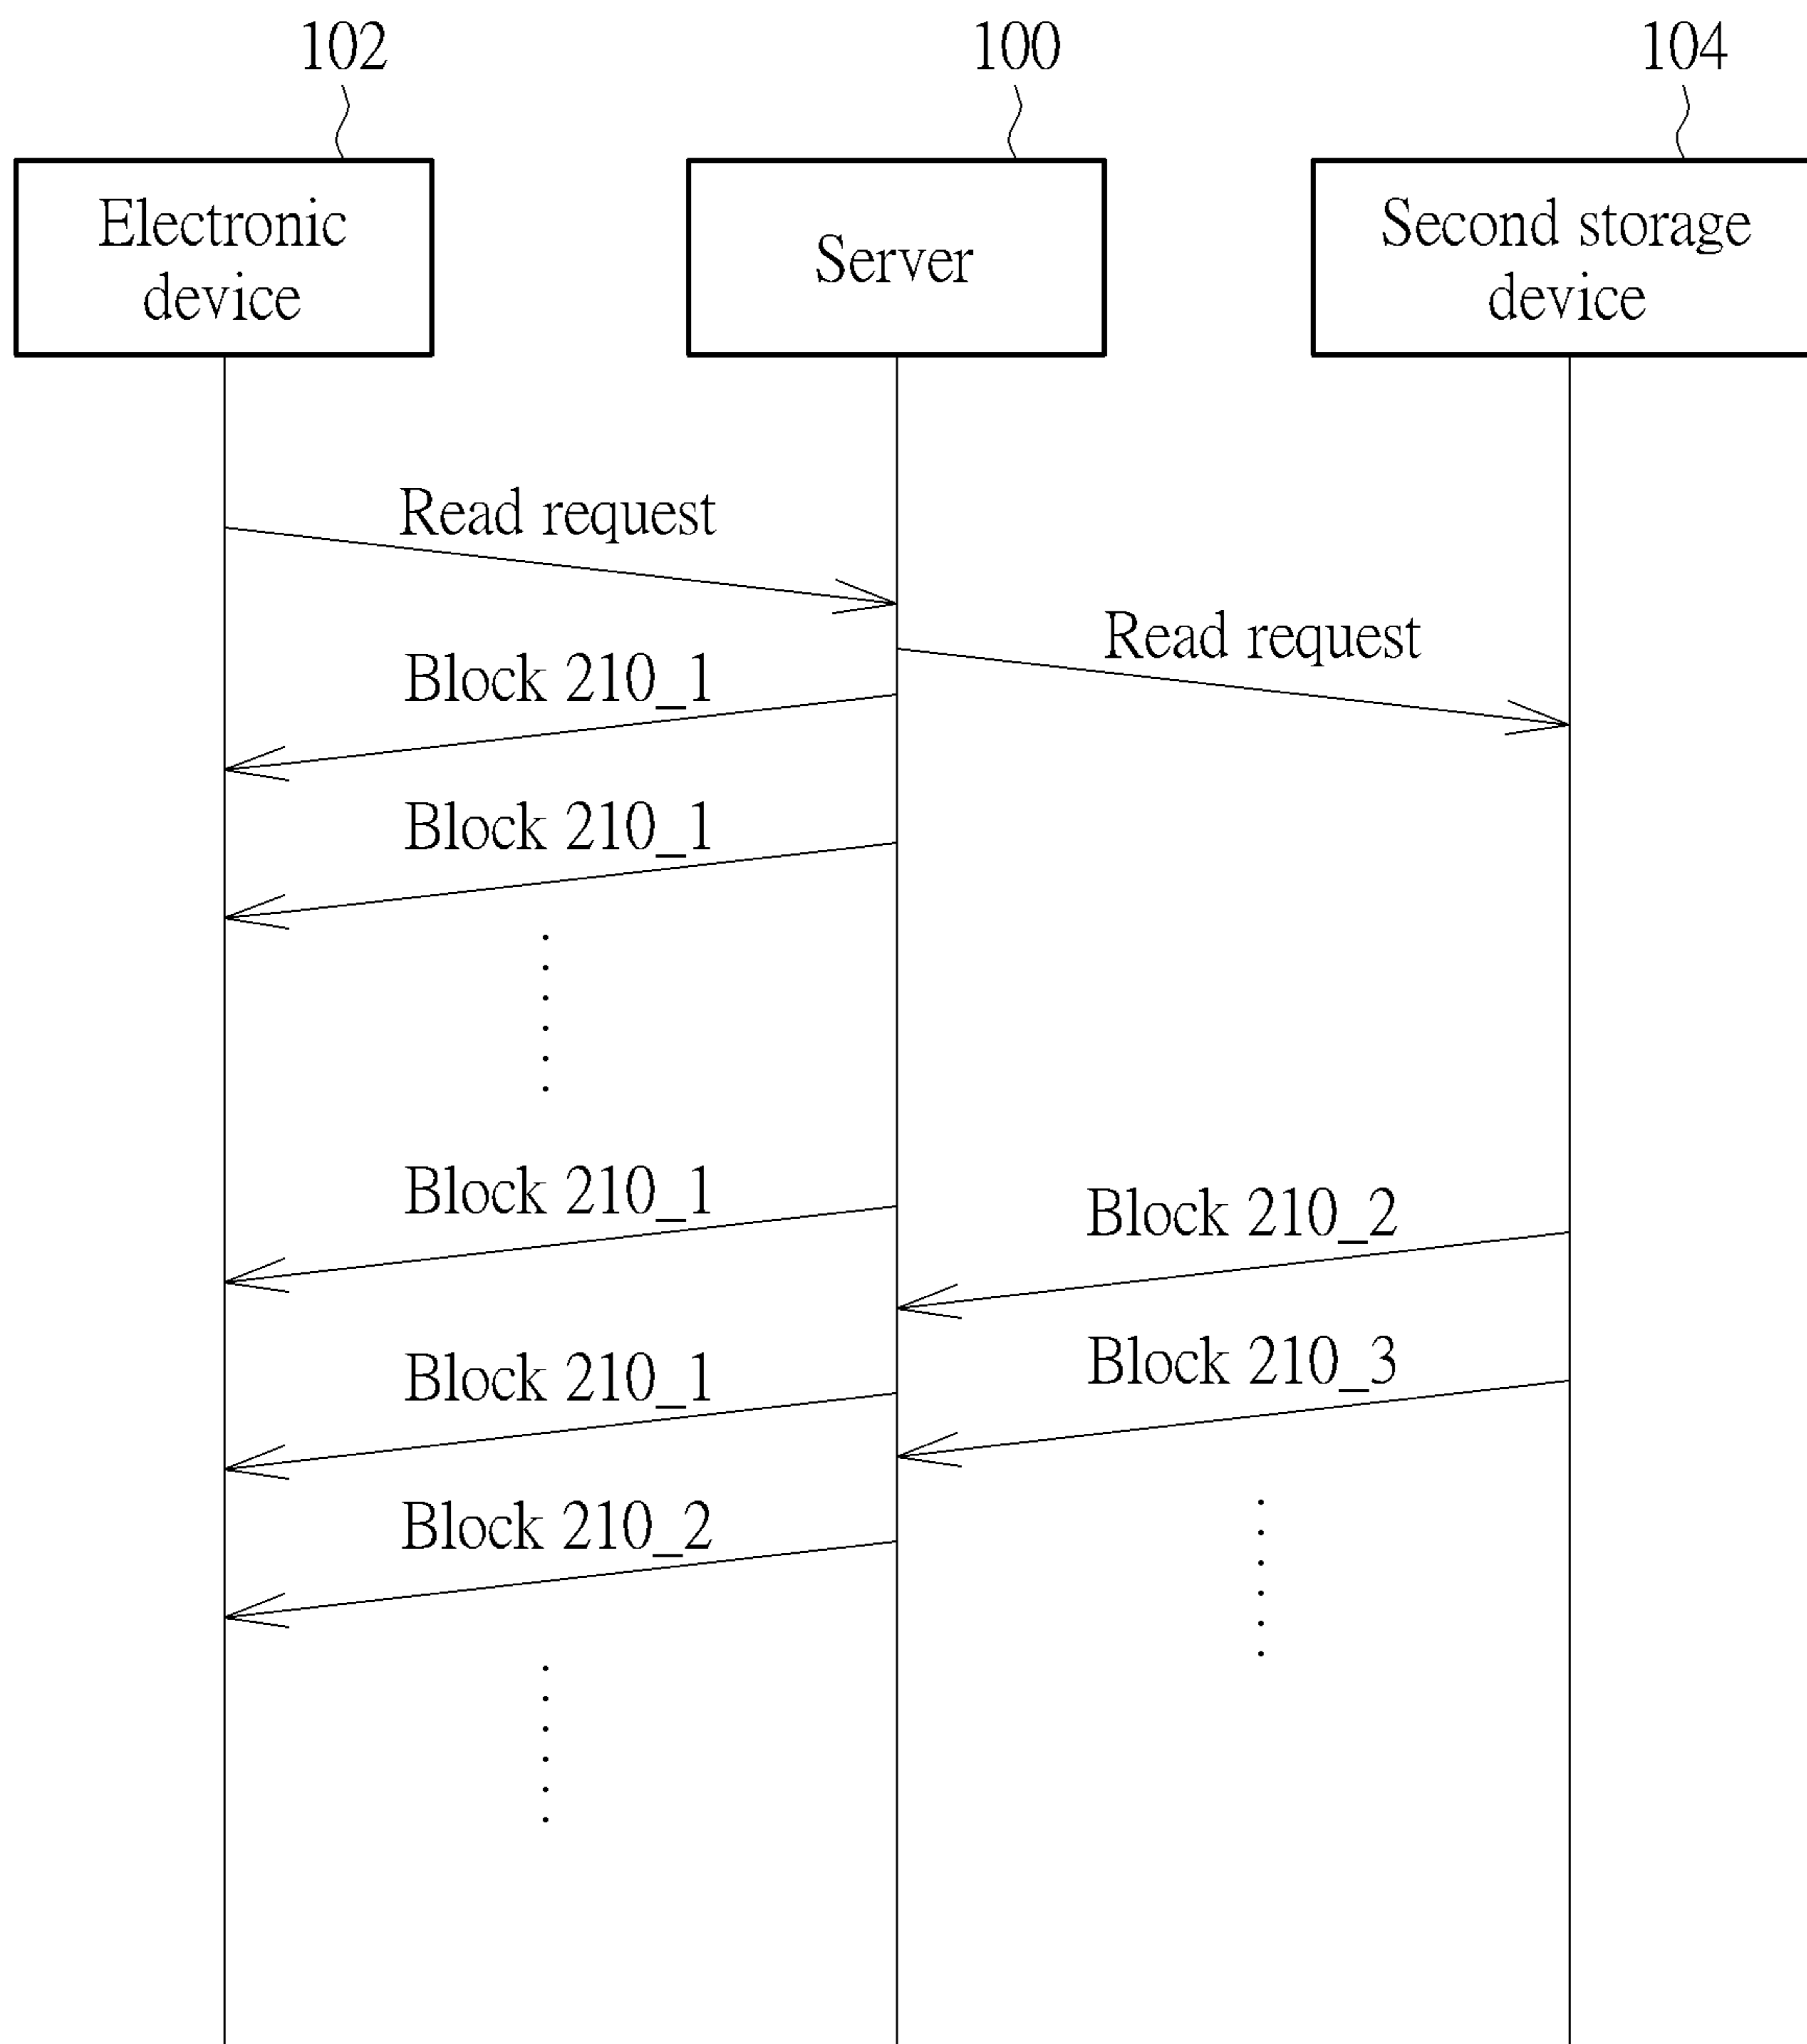 102
100
104
Electronic
device
Server
Second storage
device
Read request
Read request
Block 210_1
Block 210_1
Block 210_1
Block 210_2
Block 210_1
Block 210_3
Block 210_2